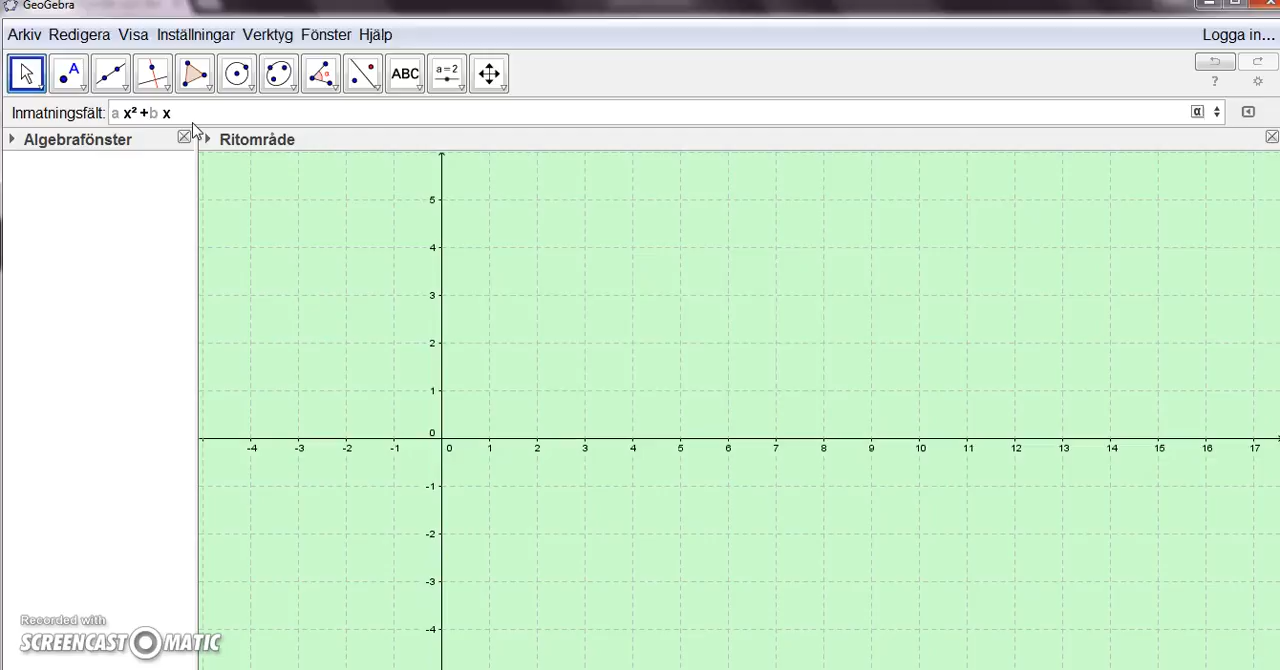 GeoGebra
Arkiv Redigera Visa Inställningar Verktyg Fönster Hjälp Logga in...
A α ABC a=2 ?
Inmatningsfält: a x² +b x α
Algebrafönster Ritområde
5
4
3
2
1
0
-4 -3 -2 -1 0 1 2 3 4 5 6 7 8 9 10 11 12 13 14 15 16 17
-1
-2
-3
-4
Recorded with
SCREENCAST MATIC